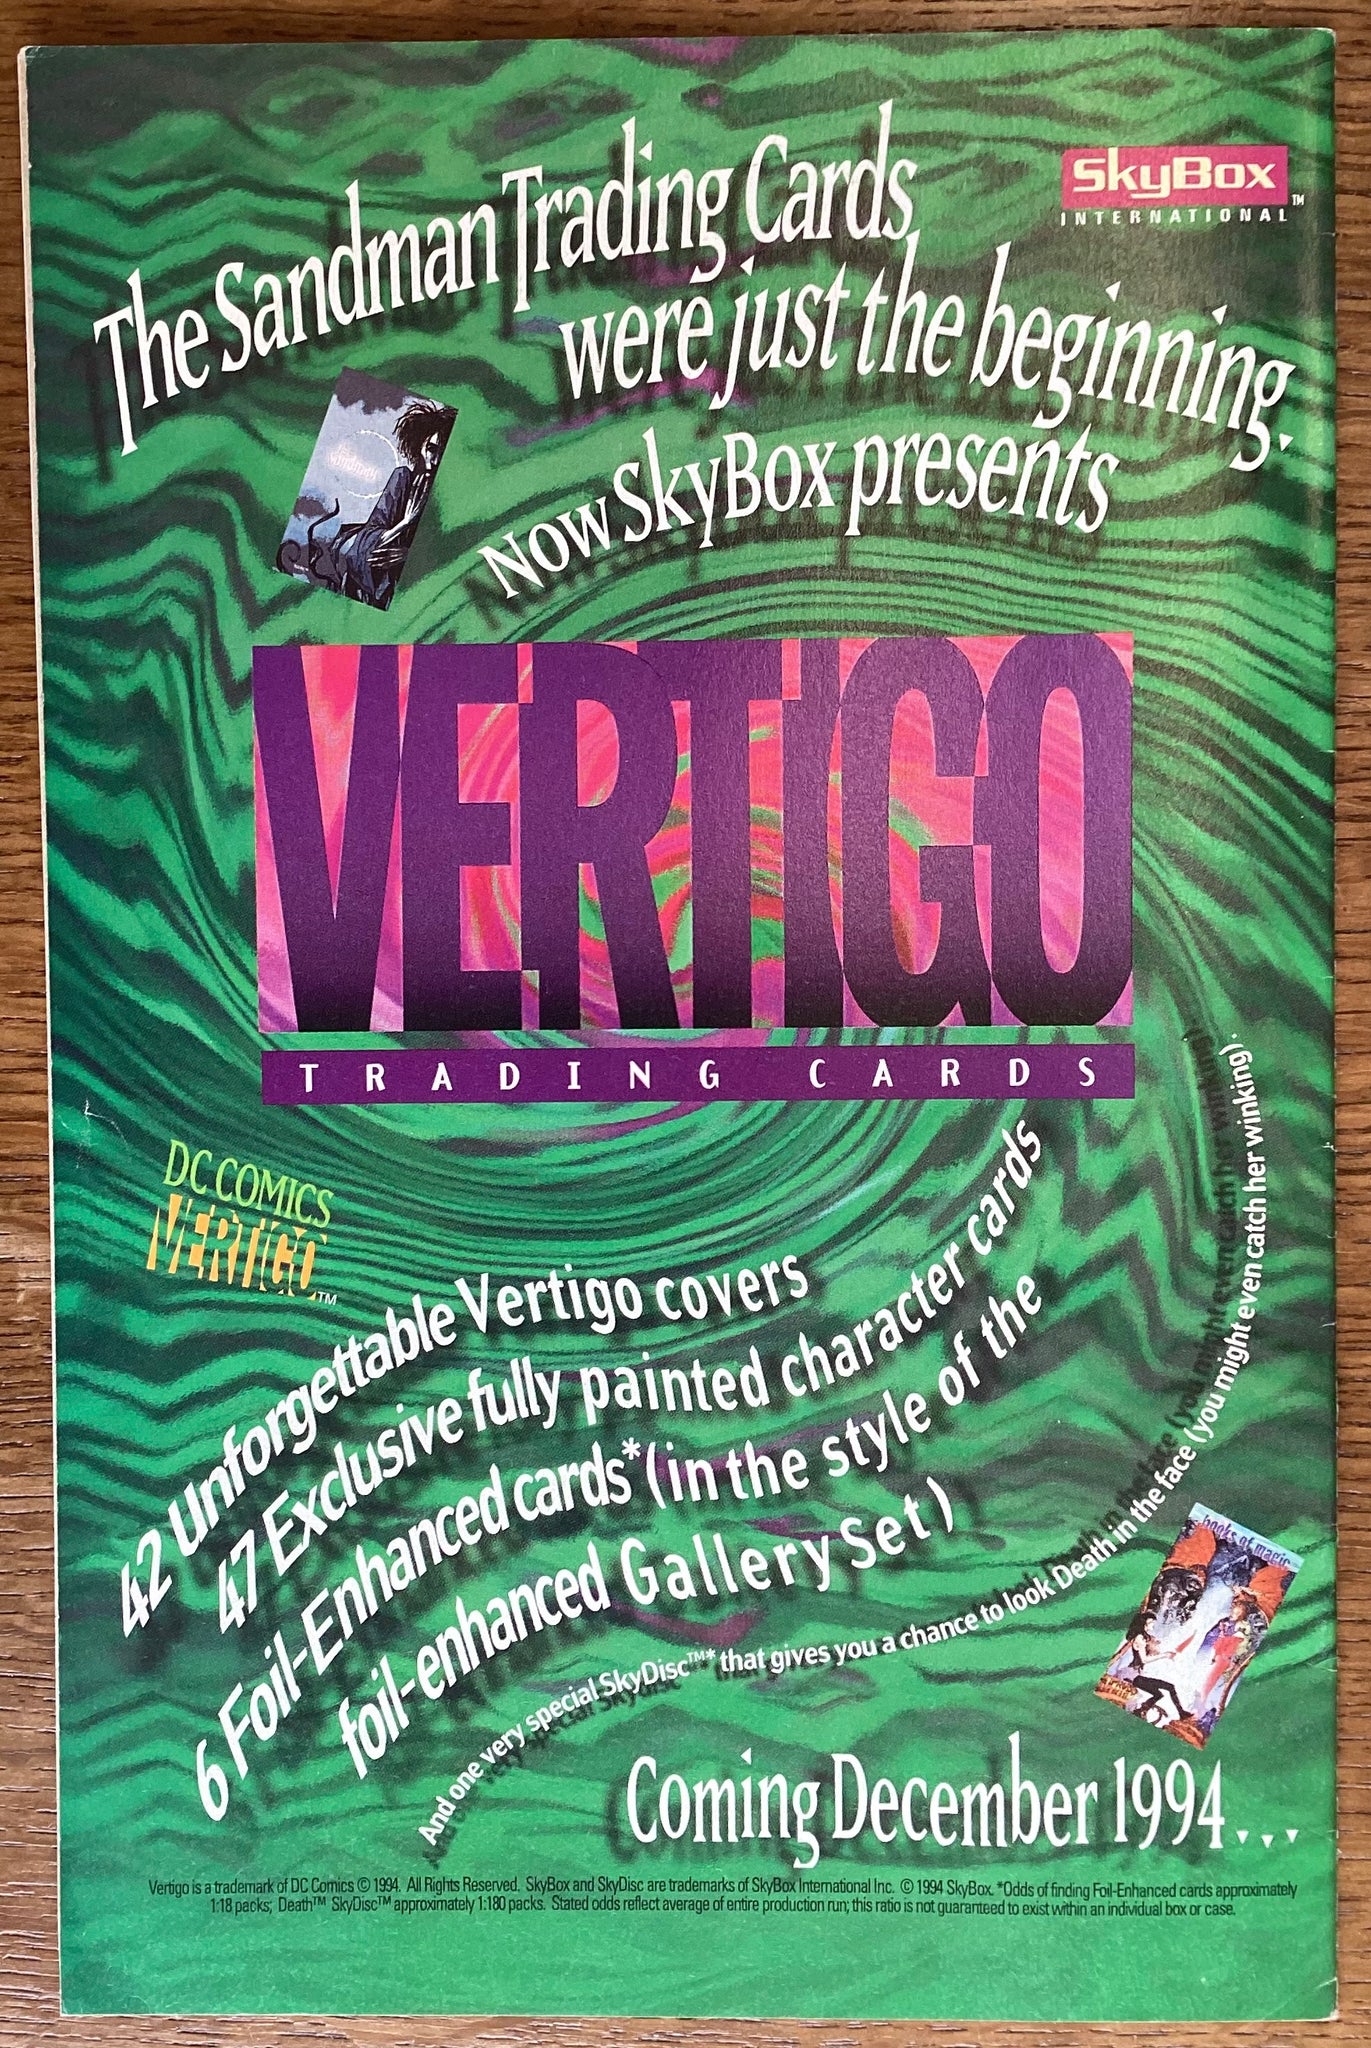 The Sandman Trading Cards
were just the beginning.
SkyBox™
INTERNATIONAL
Now SkyBox presents
VERTIGO
TRADING CARDS
DC COMICS
VERTIGO™
42 unforgettable Vertigo covers
47 Exclusive fully painted character cards
6 Foil-Enhanced cards* (in the style of the
foil-enhanced Gallery Set)
And one very special SkyDisc™* that gives you a chance to look Death in the face (you might even catch her winking).
books of magic
Coming December 1994...
Vertigo is a trademark of DC Comics © 1994. All Rights Reserved. SkyBox and SkyDisc are trademarks of SkyBox International Inc. © 1994 SkyBox. *Odds of finding Foil-Enhanced cards approximately
1:18 packs; Death™ SkyDisc™ approximately 1:180 packs. Stated odds reflect average of entire production run; this ratio is not guaranteed to exist within an individual box or case.